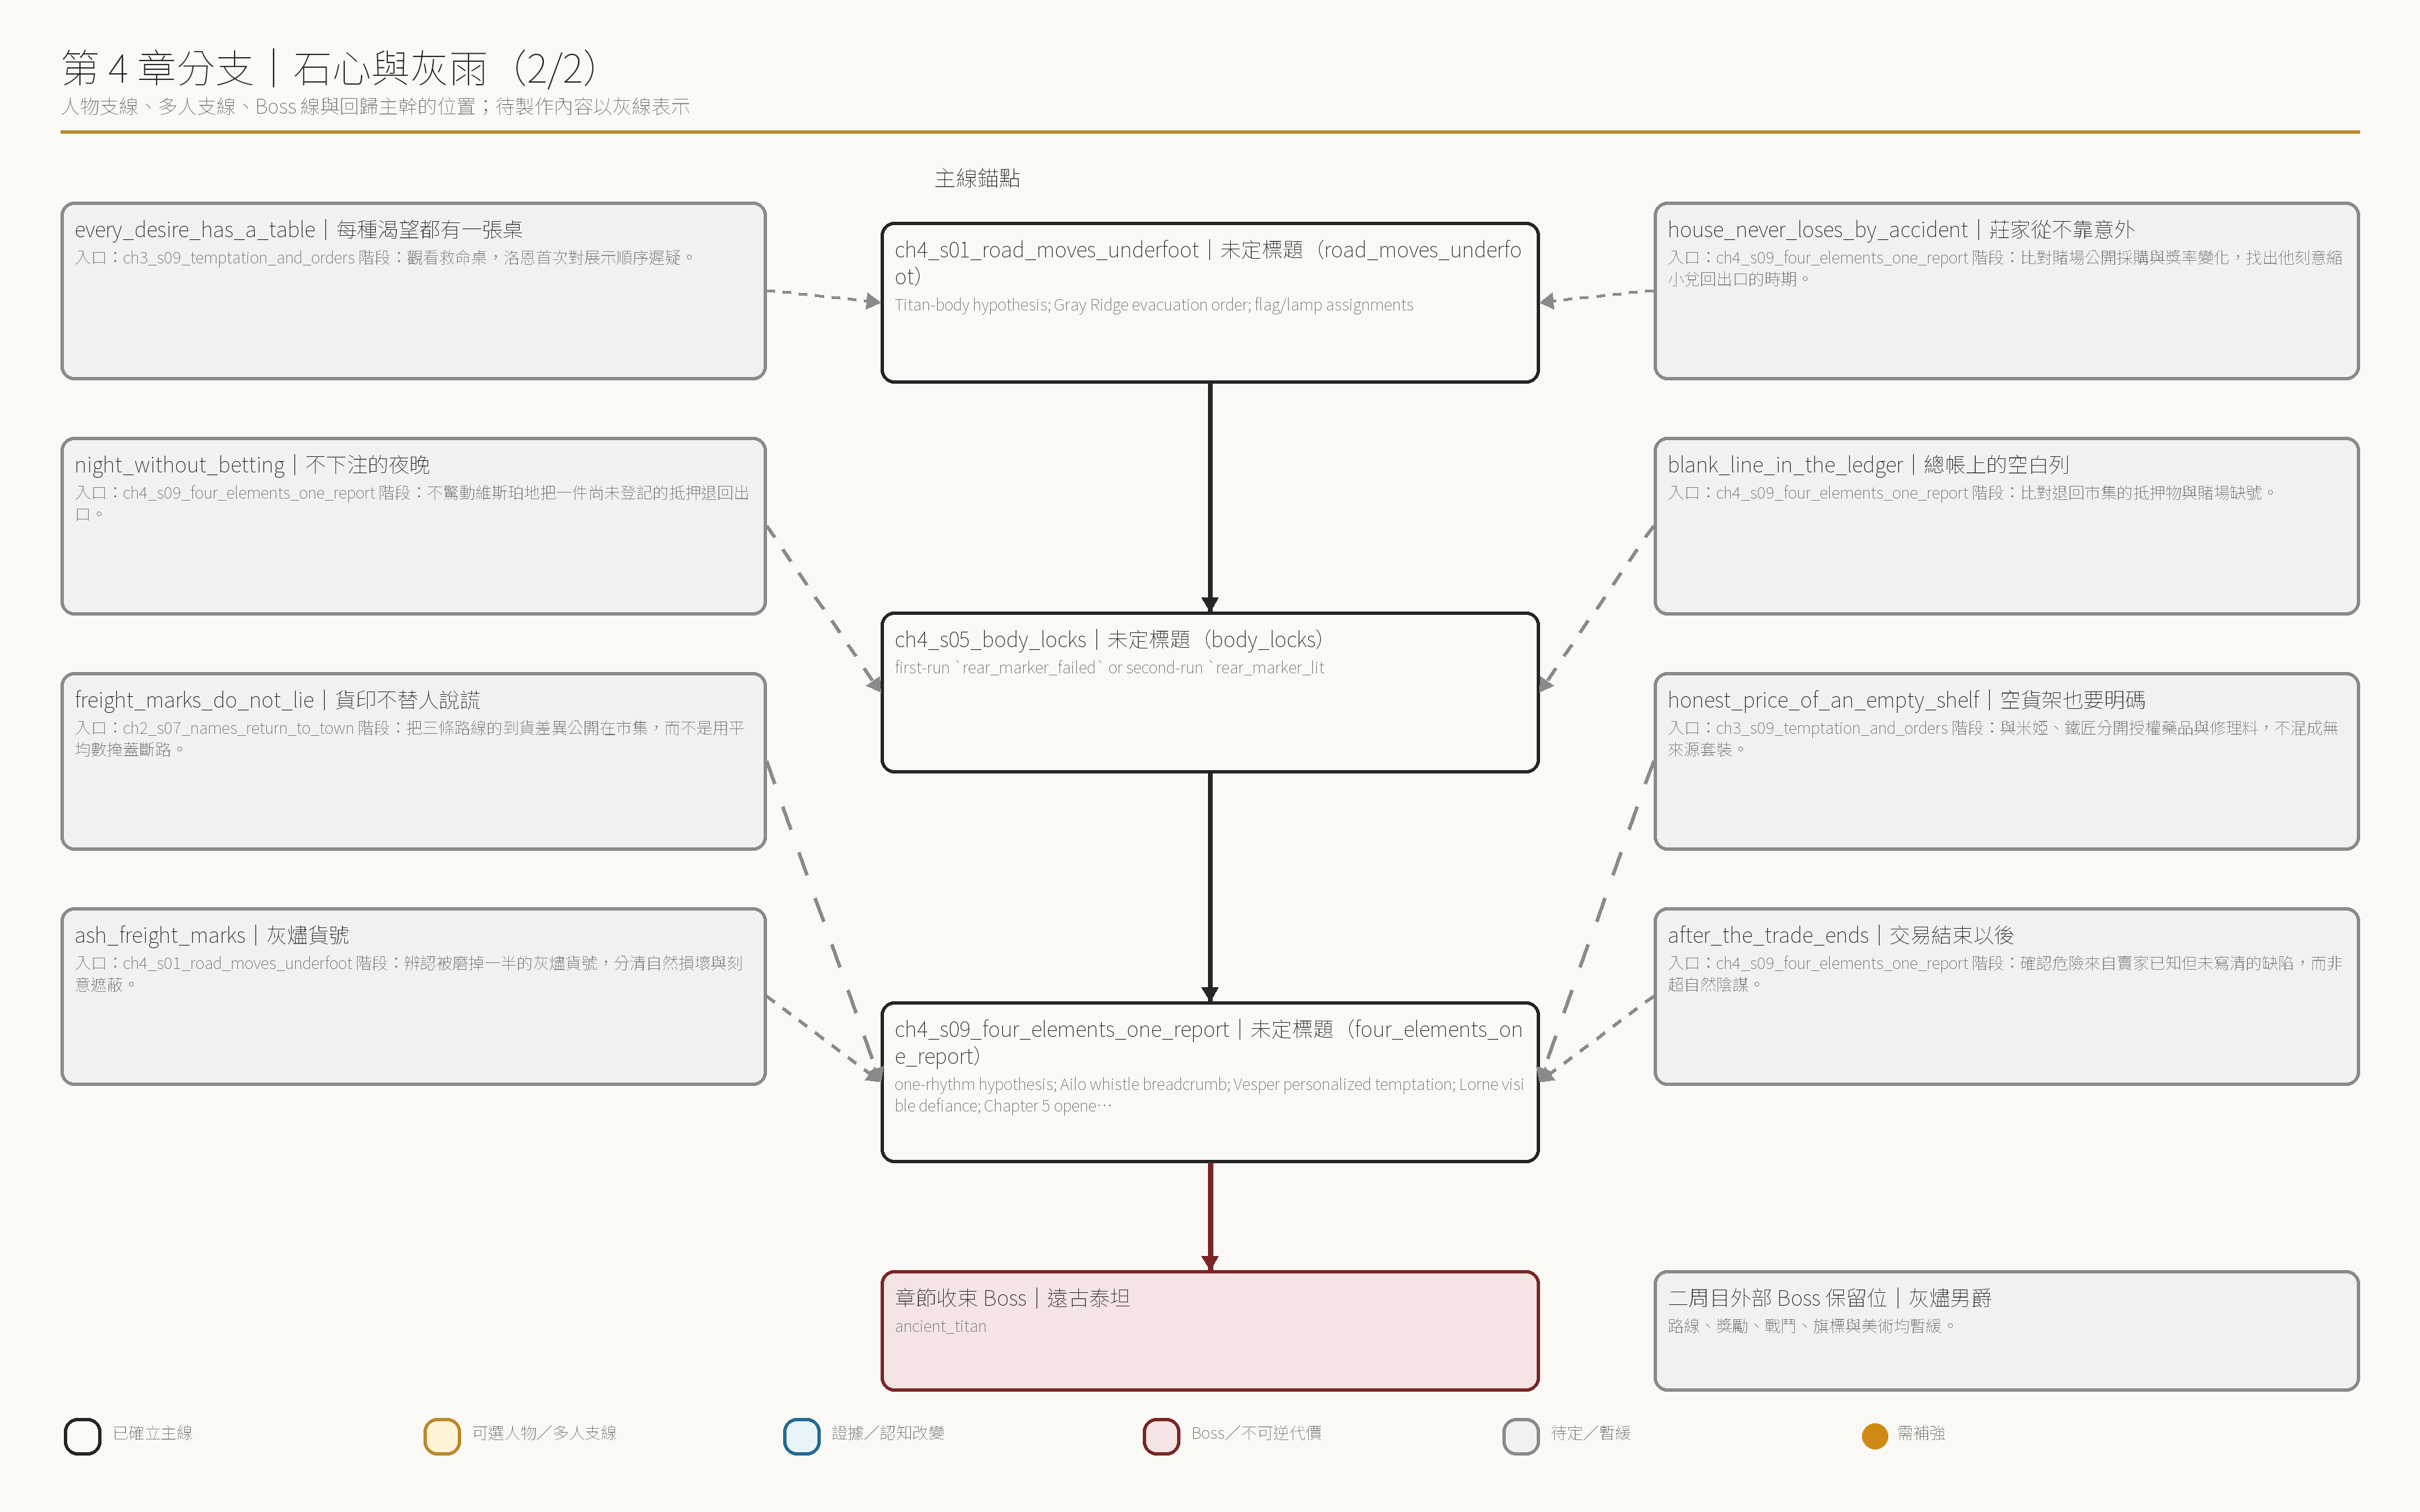 第 4 章分支｜石心與灰雨（2/2）
人物支線、多人支線、Boss 線與回歸主幹的位置；待製作內容以灰線表示
主線錨點
every_desire_has_a_table｜每種渴望都有一張桌
入口：ch3_s09_temptation_and_orders 階段：觀看救命桌，洛恩首次對展示順序遲疑。
ch4_s01_road_moves_underfoot｜未定標題（road_moves_underfo
ot）
Titan-body hypothesis; Gray Ridge evacuation order; flag/lamp assignments
house_never_loses_by_accident｜莊家從不靠意外
入口：ch4_s09_four_elements_one_report 階段：比對賭場公開採購與獎率變化，找出他刻意縮
小兌回出口的時期。
night_without_betting｜不下注的夜晚
入口：ch4_s09_four_elements_one_report 階段：不驚動維斯珀地把一件尚未登記的抵押退回出
口。
blank_line_in_the_ledger｜總帳上的空白列
入口：ch4_s09_four_elements_one_report 階段：比對退回市集的抵押物與賭場缺號。
ch4_s05_body_locks｜未定標題（body_locks）
first-run `rear_marker_failed` or second-run `rear_marker_lit
freight_marks_do_not_lie｜貨印不替人說謊
入口：ch2_s07_names_return_to_town 階段：把三條路線的到貨差異公開在市集，而不是用平
均數掩蓋斷路。
honest_price_of_an_empty_shelf｜空貨架也要明碼
入口：ch3_s09_temptation_and_orders 階段：與米婭、鐵匠分開授權藥品與修理料，不混成無
來源套裝。
ash_freight_marks｜灰燼貨號
入口：ch4_s01_road_moves_underfoot 階段：辨認被磨掉一半的灰燼貨號，分清自然損壞與刻
意遮蔽。
ch4_s09_four_elements_one_report｜未定標題（four_elements_on
e_report）
one-rhythm hypothesis; Ailo whistle breadcrumb; Vesper personalized temptation; Lorne visi
ble defiance; Chapter 5 opene…
after_the_trade_ends｜交易結束以後
入口：ch4_s09_four_elements_one_report 階段：確認危險來自賣家已知但未寫清的缺陷，而非
超自然陰謀。
章節收束 Boss｜遠古泰坦
ancient_titan
二周目外部 Boss 保留位｜灰燼男爵
路線、獎勵、戰鬥、旗標與美術均暫緩。
已確立主線
可選人物／多人支線
證據／認知改變
Boss／不可逆代價
待定／暫緩
需補強